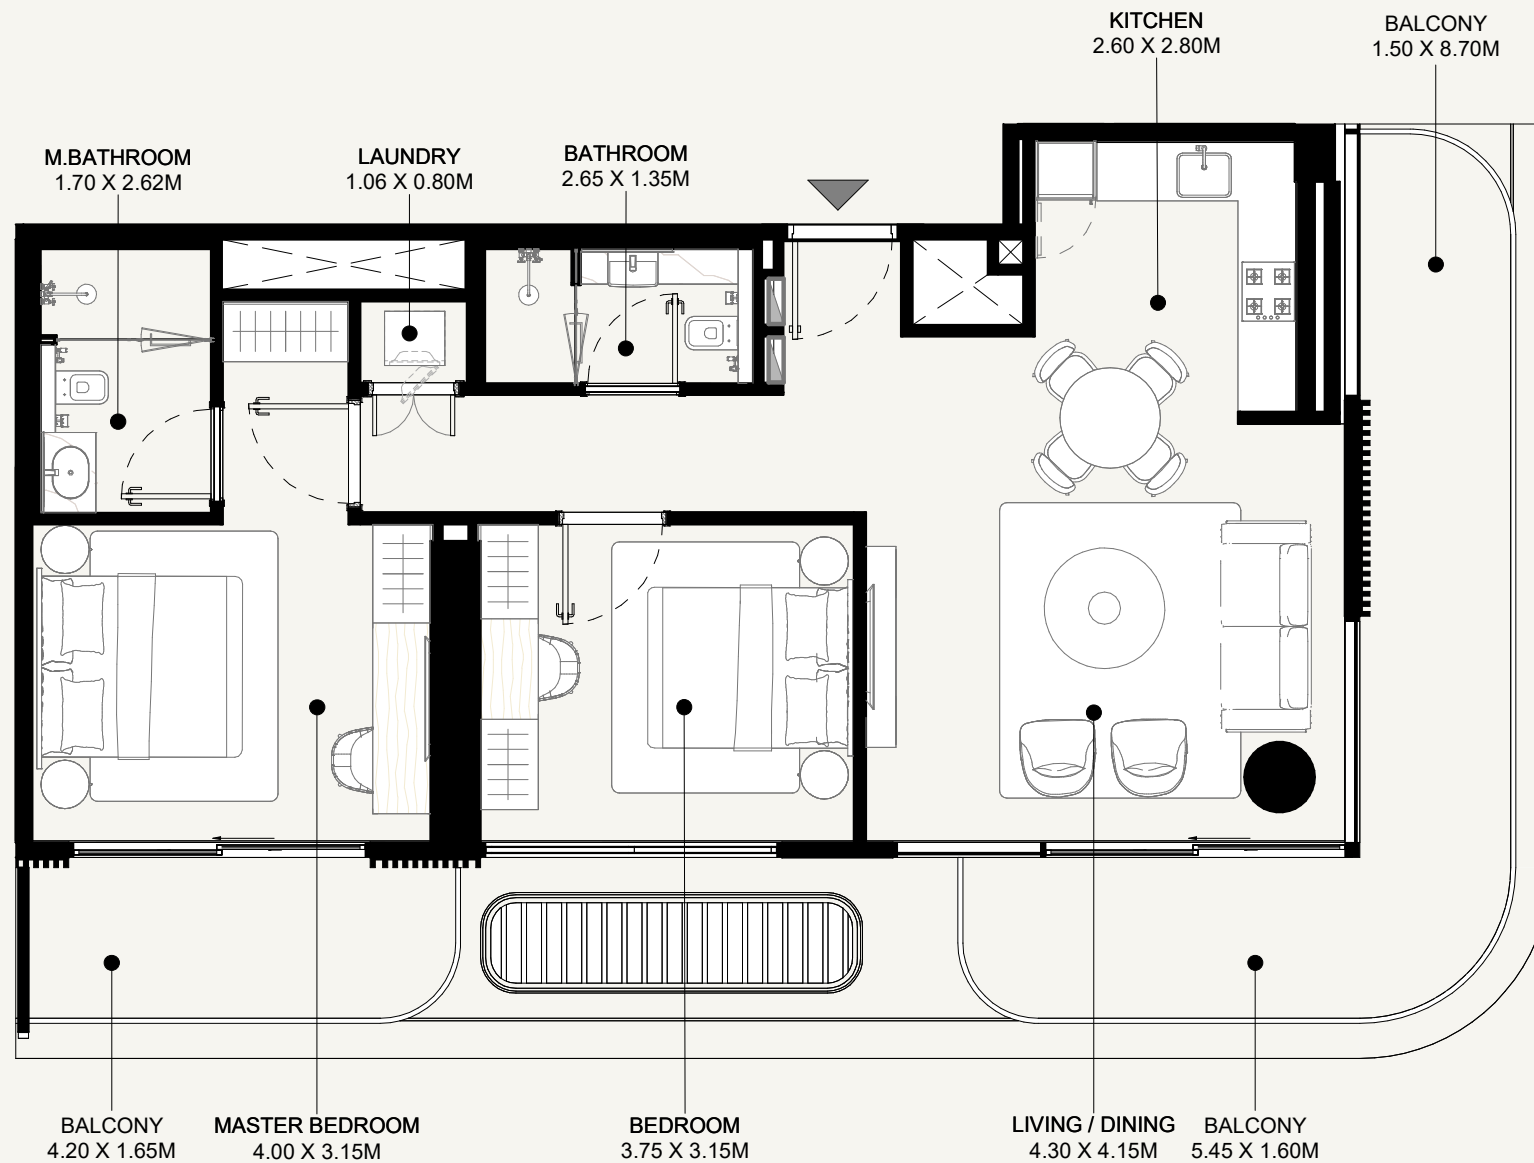 KITCHEN
2.60 X 2.80M
BALCONY
1.50 X 8.70M
M.BATHROOM
1.70 X 2.62M
LAUNDRY
1.06 X 0.80M
BATHROOM
2.65 X 1.35M
BALCONY
4.20 X 1.65M
MASTER BEDROOM
4.00 X 3.15M
BEDROOM
3.75 X 3.15M
LIVING / DINING
4.30 X 4.15M
BALCONY
5.45 X 1.60M